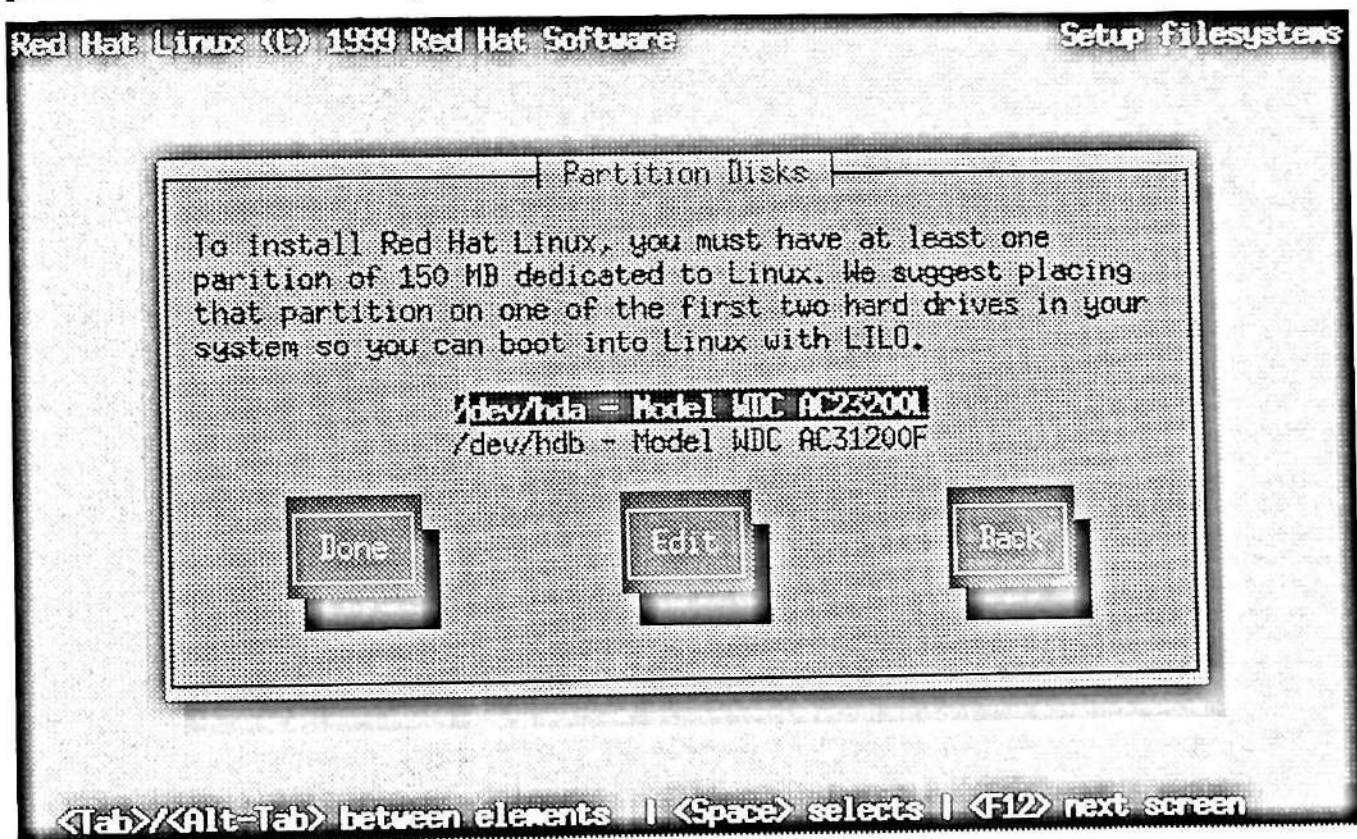 Red Hat Linux (C) 1999 Red Hat Software Setup filesystems
Partition Disks
To install Red Hat Linux, you must have at least one
parition of 150 MB dedicated to Linux. We suggest placing
that partition on one of the first two hard drives in your
system so you can boot into Linux with LILO.
/dev/hda - Model WDC AC23200L
/dev/hdb - Model WDC AC31200F
Done Edit Back
<Tab>/<Alt-Tab> between elements | <Space> selects | <F12> next screen